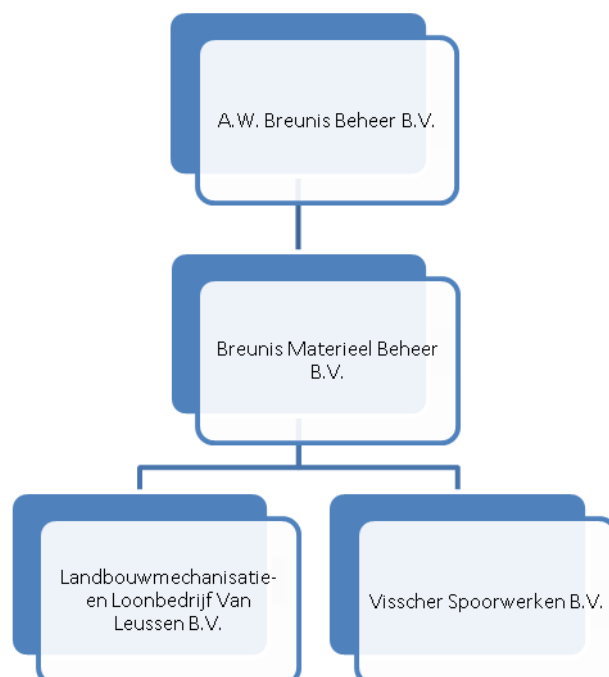 A.W. Breunis Beheer B.V.
Breunis Materieel Beheer
B.V.
Landbouwmechanisatie-
en Loonbedrijf Van
Leussen B.V.
Visscher Spoorwerken B.V.